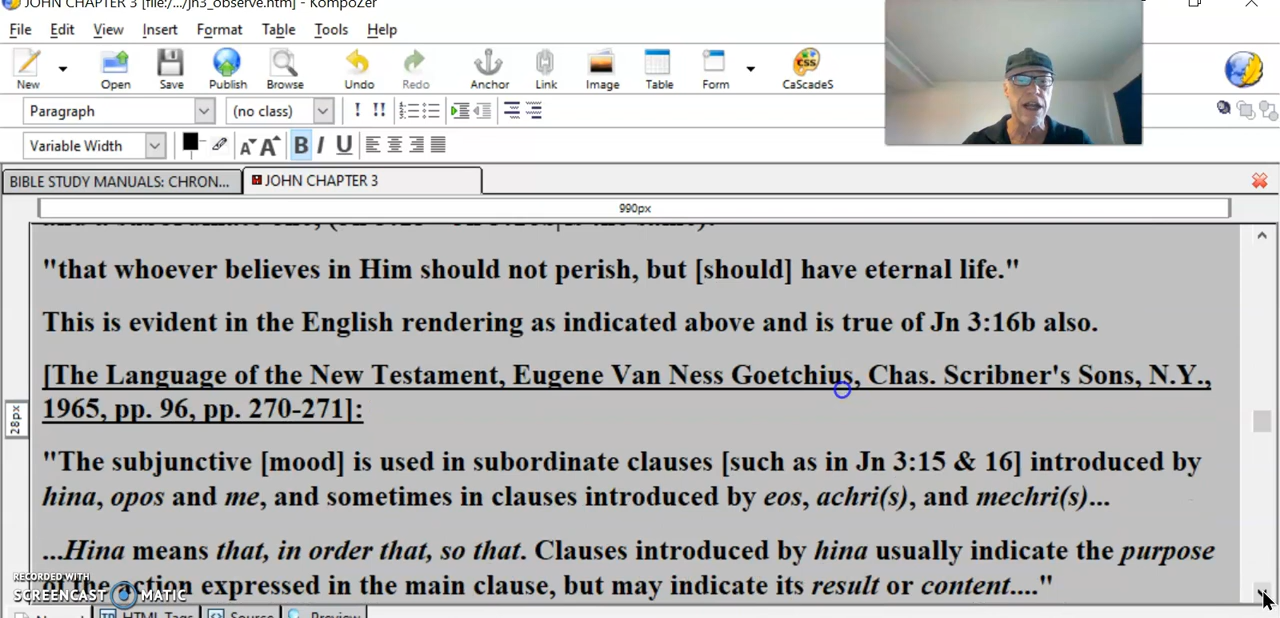 JOHN CHAPTER 3 [file:/.../jn3_observe.htm] - KompoZer
File Edit View Insert Format Table Tools Help
New Open Save Publish Browse Undo Redo Anchor Link Image Table Form CaScadeS
CSS
Paragraph (no class) ! !!
Variable Width A A B I U
BIBLE STUDY MANUALS: CHRON... JOHN CHAPTER 3
990px
"that whoever believes in Him should not perish, but [should] have eternal life."
This is evident in the English rendering as indicated above and is true of Jn 3:16b also.
[The Language of the New Testament, Eugene Van Ness Goetchius, Chas. Scribner's Sons, N.Y.,
1965, pp. 96, pp. 270-271]:
28px
"The subjunctive [mood] is used in subordinate clauses [such as in Jn 3:15 & 16] introduced by
hina, opos and me, and sometimes in clauses introduced by eos, achri(s), and mechri(s)...
...Hina means that, in order that, so that. Clauses introduced by hina usually indicate the purpose
of the action expressed in the main clause, but may indicate its result or content...."
RECORDED WITH
SCREENCAST MATIC
HTML Tags Source Preview